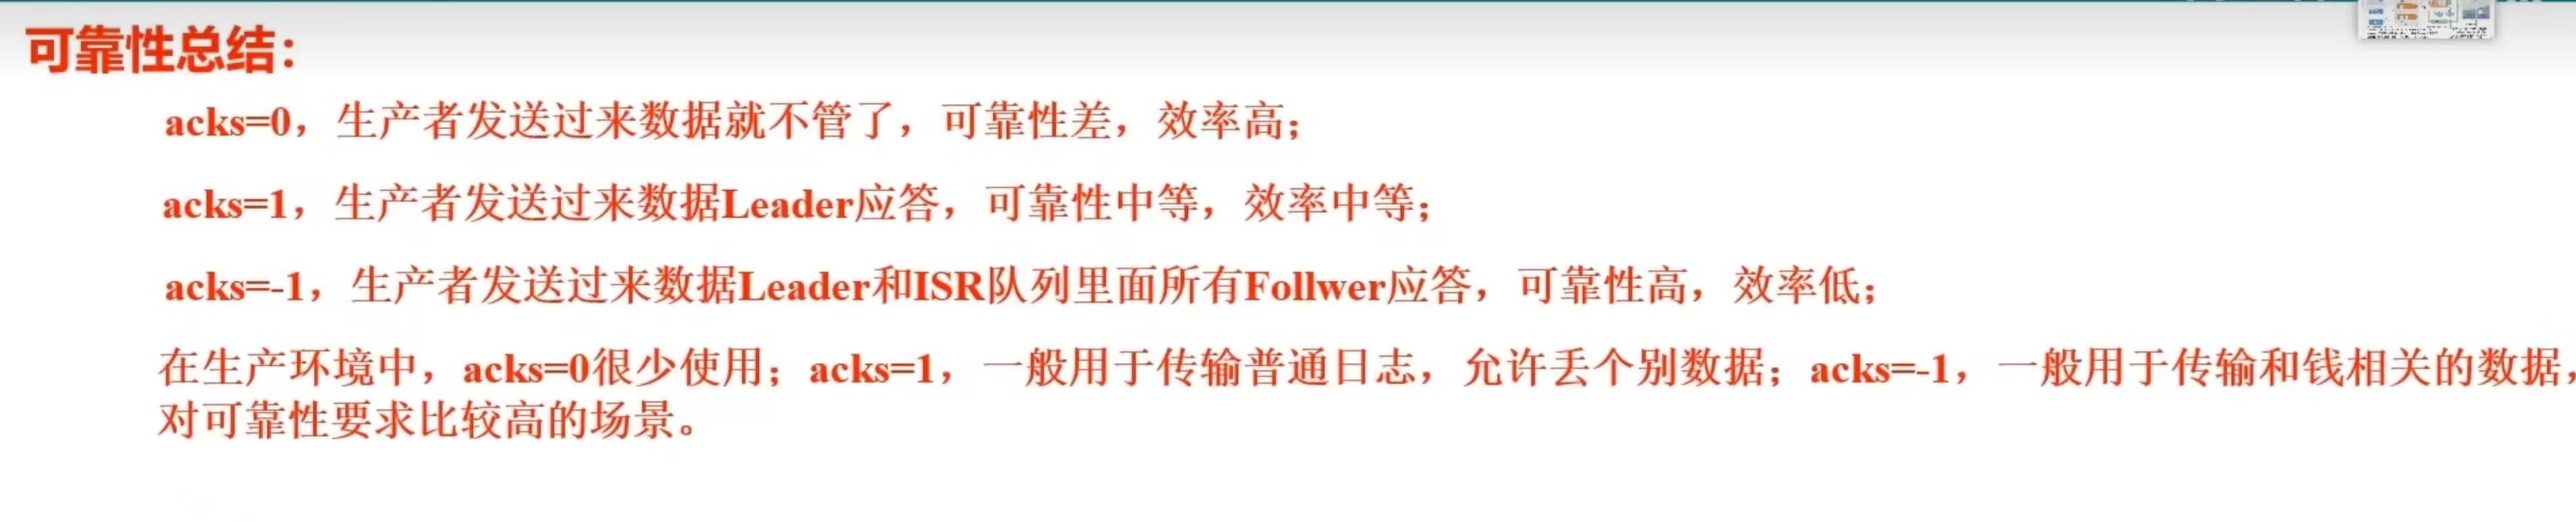 可靠性总结：
acks=0，生产者发送过来数据就不管了，可靠性差，效率高；
acks=1，生产者发送过来数据Leader应答，可靠性中等，效率中等；
acks=-1，生产者发送过来数据Leader和ISR队列里面所有Follwer应答，可靠性高，效率低；
在生产环境中，acks=0很少使用；acks=1，一般用于传输普通日志，允许丢个别数据；acks=-1，一般用于传输和钱相关的数据，
对可靠性要求比较高的场景。